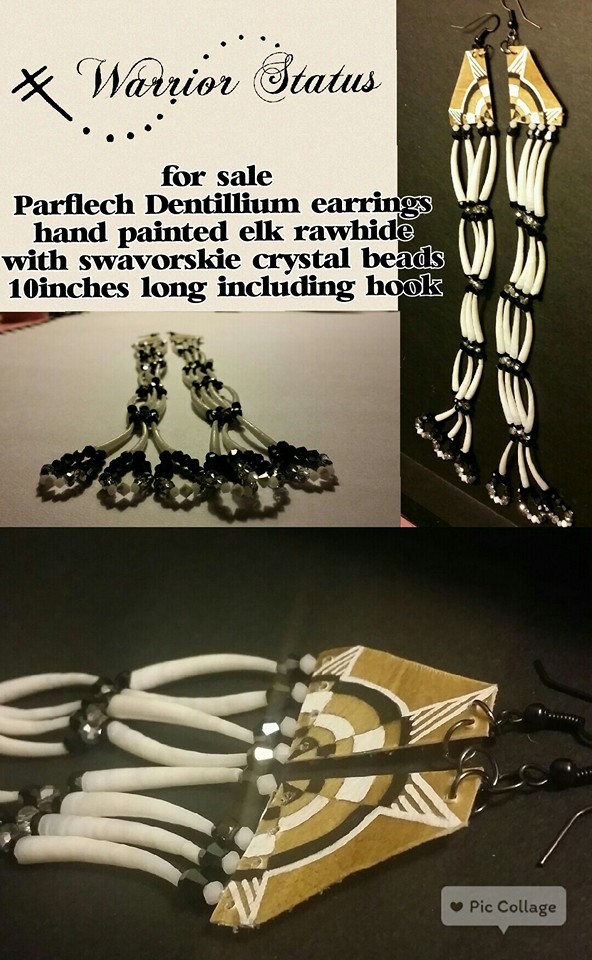 Warrior Status
for sale
Parflech Dentillium earrings
hand painted elk rawhide
with swavorskie crystal beads
10inches long including hook
Pic Collage